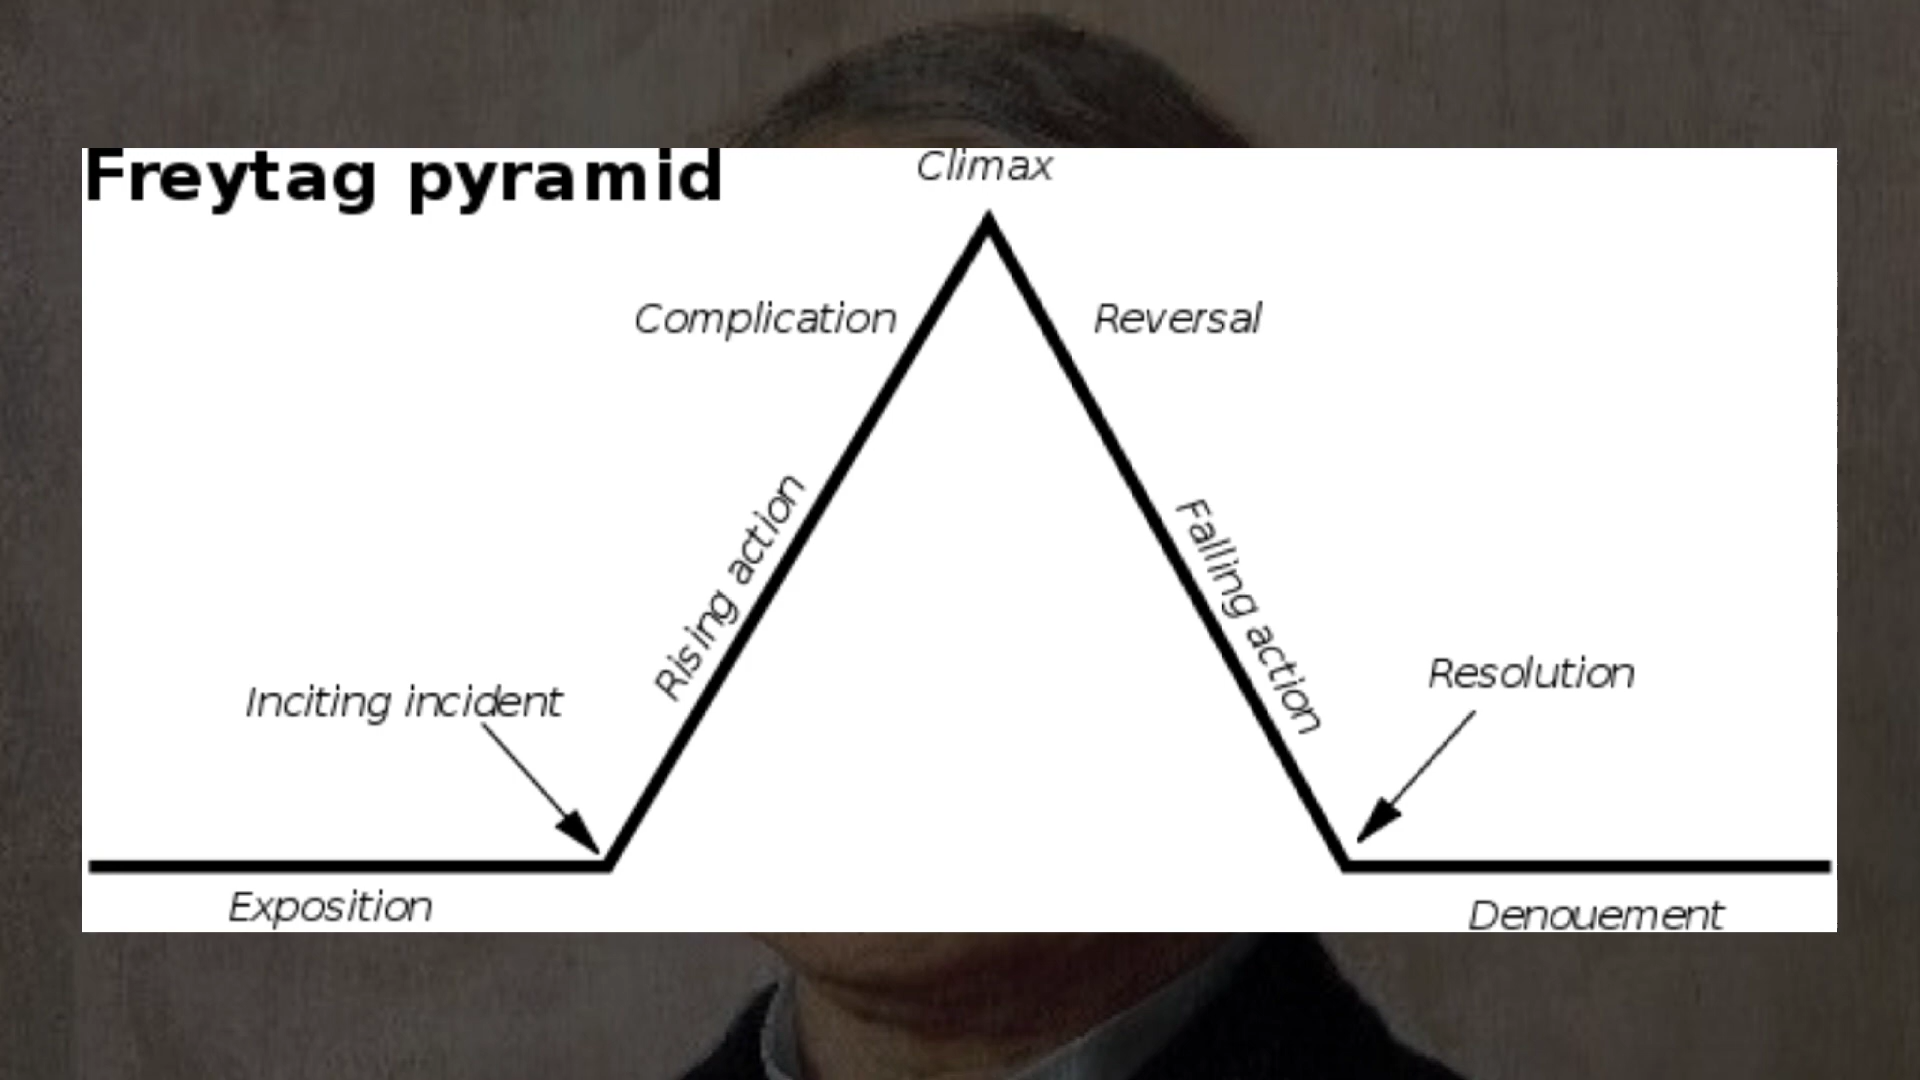 Freytag pyramid
Climax
Complication
Reversal
Rising action
Falling action
Inciting incident
Resolution
Exposition
Denouement